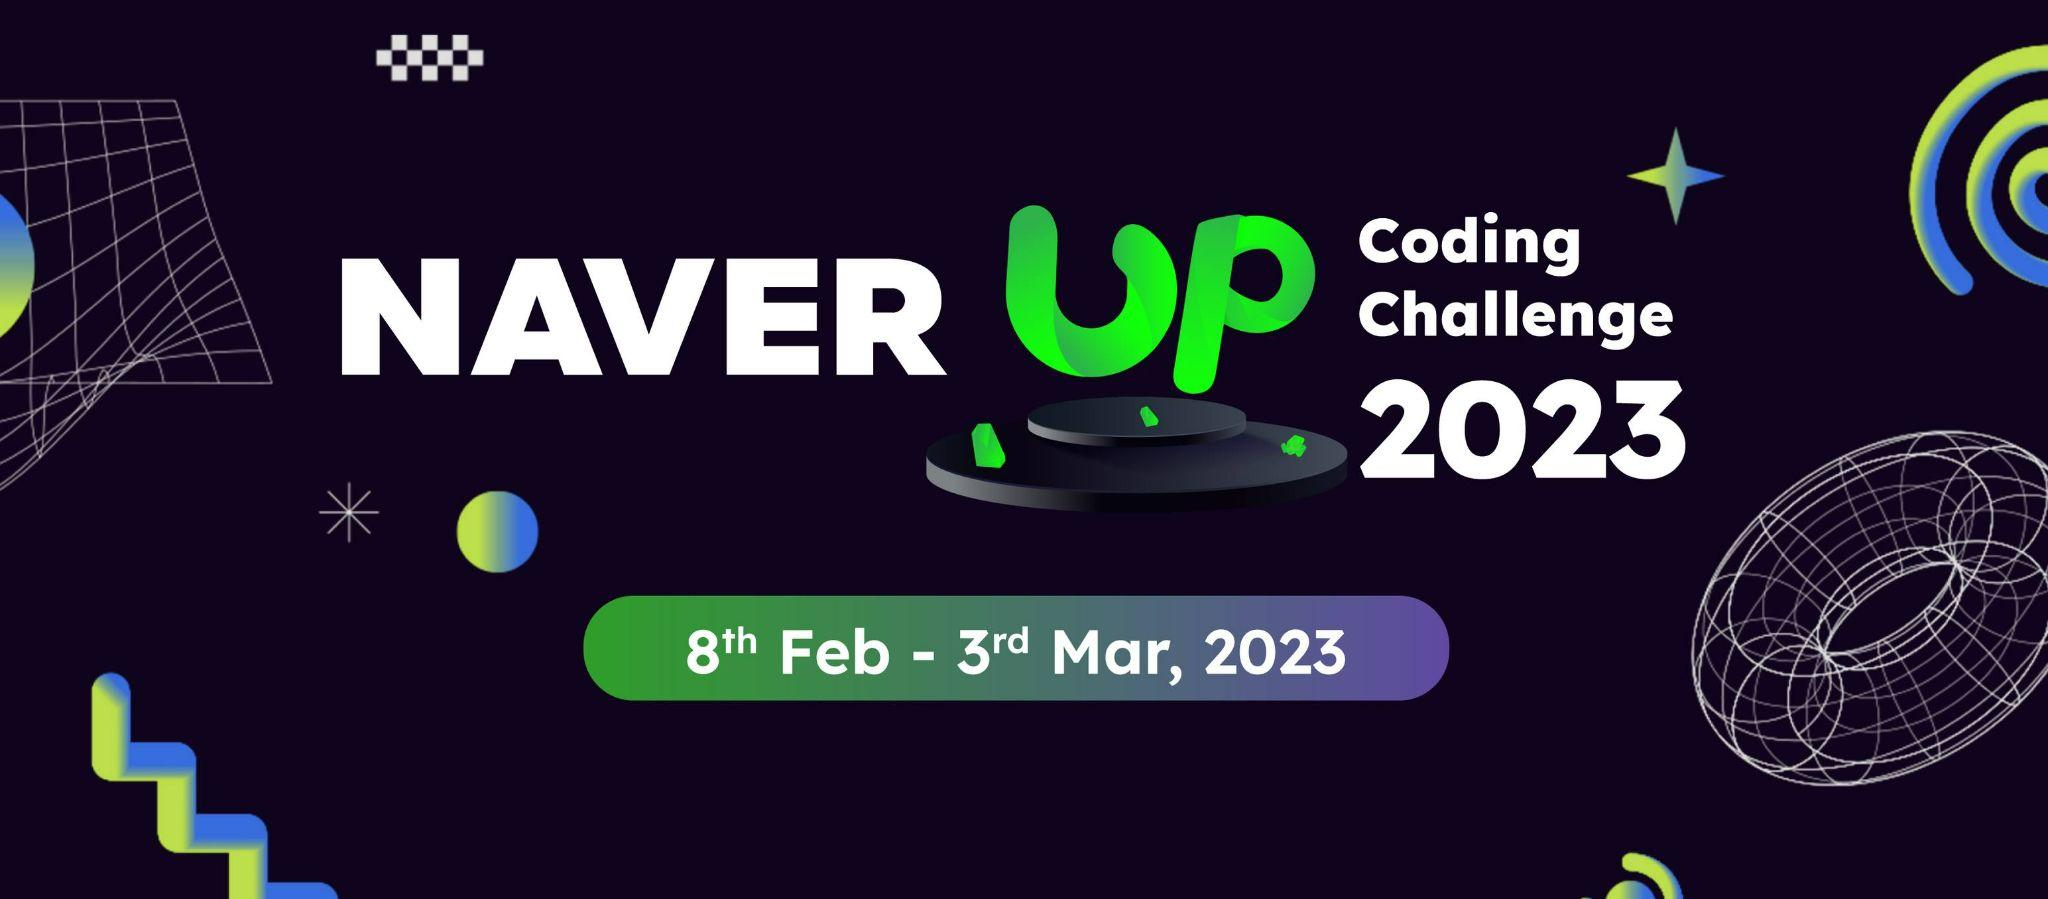 NAVER up
Coding
Challenge
2023
8th Feb - 3rd Mar, 2023